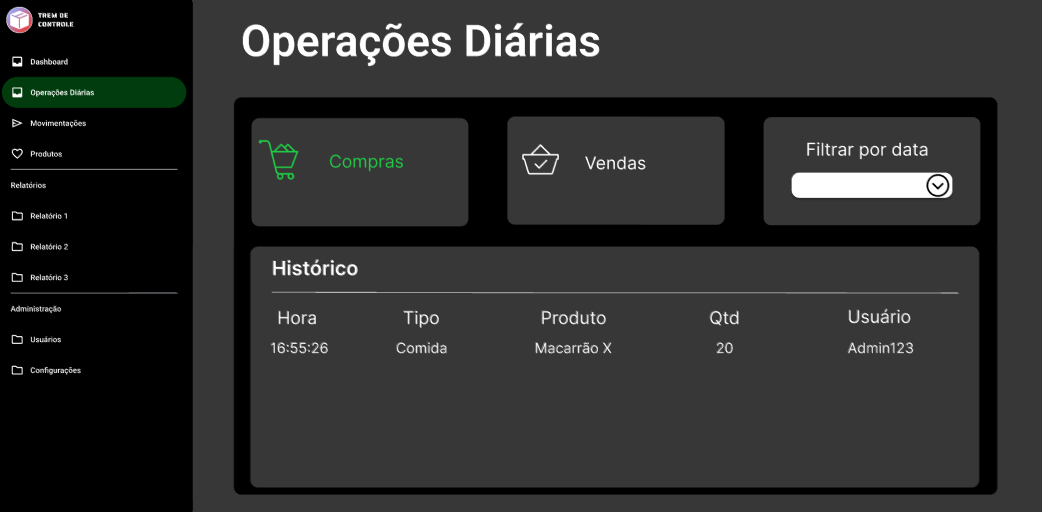 TREM DE
CONTROLE
Dashboard
Operações Diárias
Movimentações
Produtos
Relatórios
Relatório 1
Relatório 2
Relatório 3
Administração
Usuários
Configurações
Operações Diárias
Compras
Vendas
Filtrar por data
Histórico
Hora Tipo Produto Qtd Usuário
16:55:26 Comida Macarrão X 20 Admin123